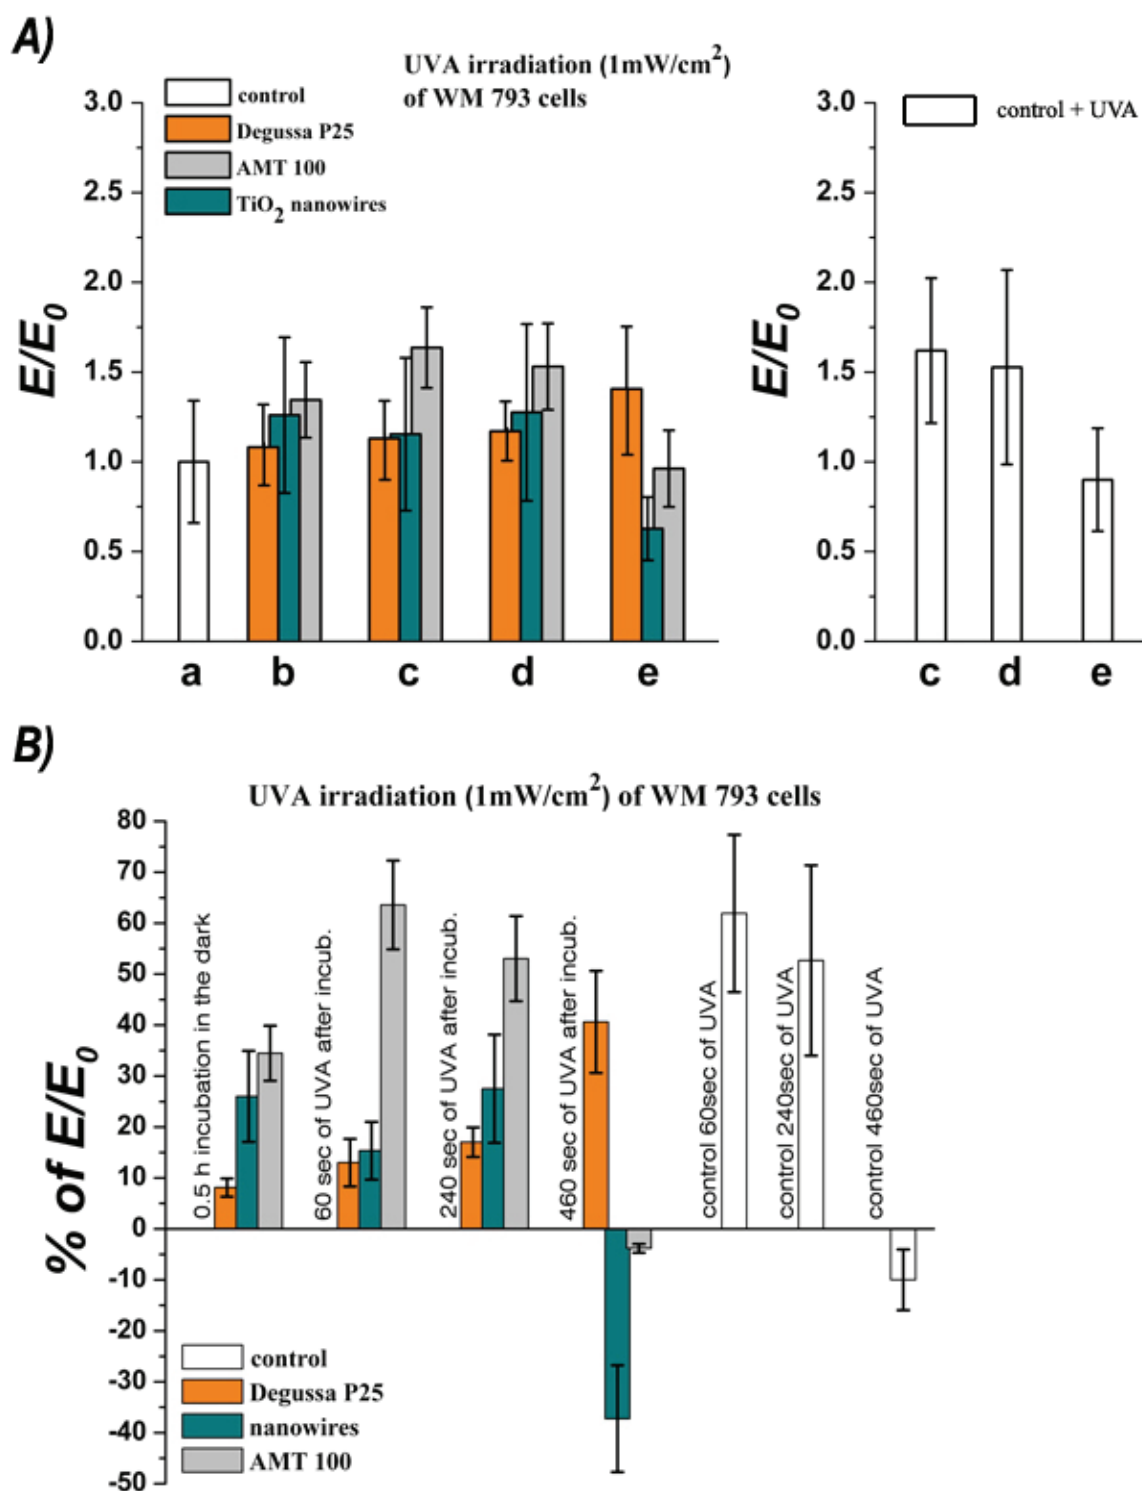 A)
UVA irradiation (1mW/cm2)
of WM 793 cells
control
Degussa P25
AMT 100
TiO2 nanowires
E/E0
3.0
2.5
2.0
1.5
1.0
0.5
0.0
a b c d e
control + UVA
E/E0
3.0
2.5
2.0
1.5
1.0
0.5
0.0
c d e
B)
UVA irradiation (1mW/cm2) of WM 793 cells
% of E/E0
80
70
60
50
40
30
20
10
0
-10
-20
-30
-40
-50
0.5 h incubation in the dark
60 sec of UVA after incub.
240 sec of UVA after incub.
460 sec of UVA after incub.
control 60sec of UVA
control 240sec of UVA
control 460sec of UVA
control
Degussa P25
nanowires
AMT 100